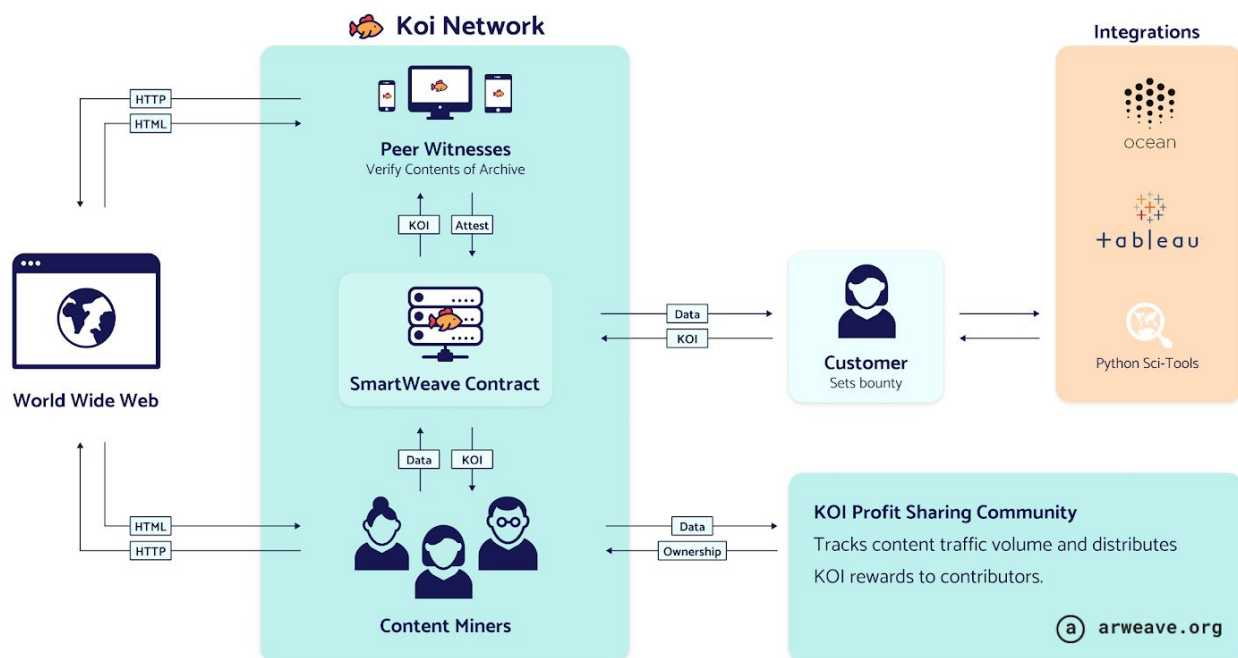 Koi Network
Integrations
HTTP
HTML
Peer Witnesses
Verify Contents of Archive
ocean
KOI
Attest
+ableau
Data
KOI
SmartWeave Contract
Customer
Sets bounty
Python Sci-Tools
World Wide Web
Data
KOI
HTML
HTTP
Data
Ownership
Content Miners
KOI Profit Sharing Community
Tracks content traffic volume and distributes
KOI rewards to contributors.
a arweave.org